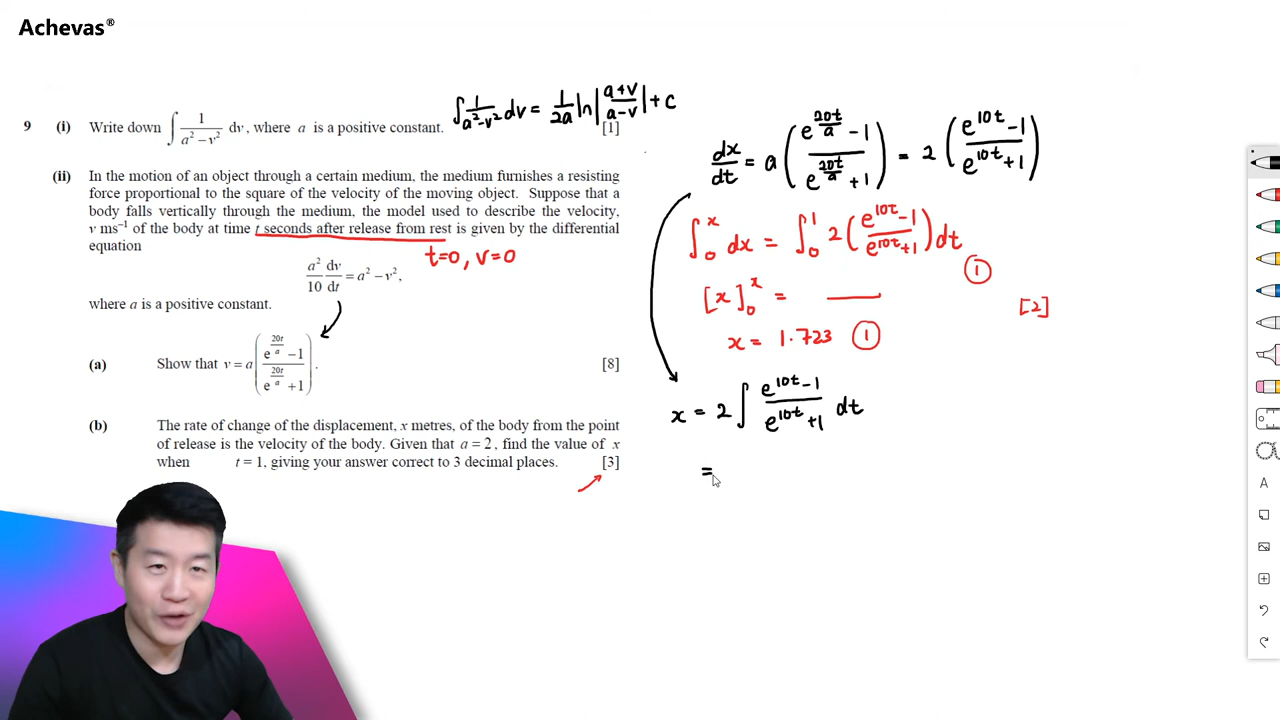 Achevas®
9 (i) Write down ∫ 1/(a² − v²) dv, where a is a positive constant. [1]
∫ 1/(a²-v²) dv = 1/(2a) ln|(a+v)/(a-v)| + c
(ii) In the motion of an object through a certain medium, the medium furnishes a resisting
force proportional to the square of the velocity of the moving object. Suppose that a
body falls vertically through the medium, the model used to describe the velocity,
v ms⁻¹ of the body at time t seconds after release from rest is given by the differential
equation
t=0, v=0
a²/10 dv/dt = a² − v²,
where a is a positive constant.
(a) Show that v = a((e^(20t/a) − 1)/(e^(20t/a) + 1)). [8]
(b) The rate of change of the displacement, x metres, of the body from the point
of release is the velocity of the body. Given that a = 2, find the value of x
when t = 1, giving your answer correct to 3 decimal places. [3]
dx/dt = a((e^(20t/a) -1)/(e^(20t/a) +1)) = 2((e^(10t) -1)/(e^(10t) +1))
∫₀ˣ dx = ∫₀¹ 2((e^(10t) -1)/(e^(10t) +1)) dt
①
[x]₀ˣ = ___
[2]
x = 1.723 ①
x = 2 ∫ (e^(10t) -1)/(e^(10t) +1) dt
=
A